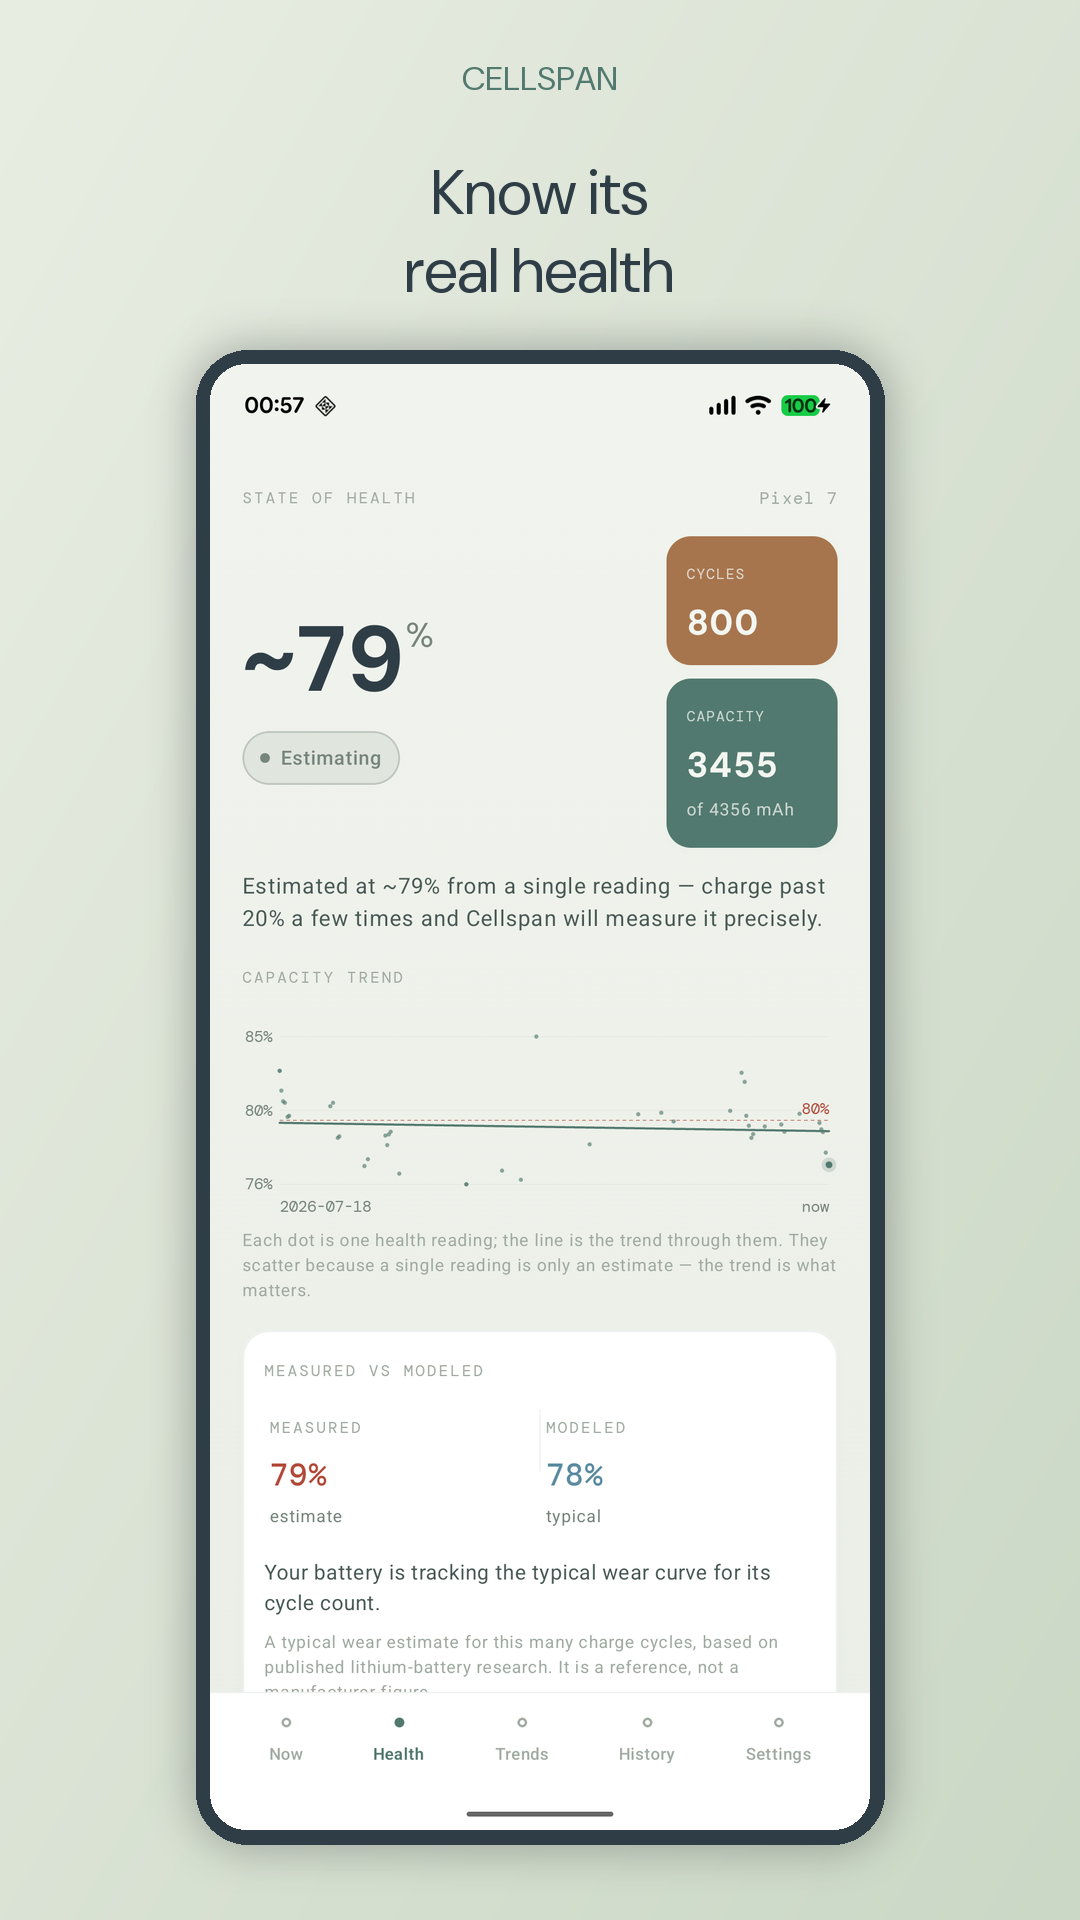 CELLSPAN
Know its
real health
00:57
100
STATE OF HEALTH
Pixel 7
~79%
Estimating
CYCLES
800
CAPACITY
3455
of 4356 mAh
Estimated at ~79% from a single reading — charge past
20% a few times and Cellspan will measure it precisely.
CAPACITY TREND
85%
80%
80%
76%
2026-07-18
now
Each dot is one health reading; the line is the trend through them. They
scatter because a single reading is only an estimate — the trend is what
matters.
MEASURED VS MODELED
MEASURED
79%
estimate
MODELED
78%
typical
Your battery is tracking the typical wear curve for its
cycle count.
A typical wear estimate for this many charge cycles, based on
published lithium-battery research. It is a reference, not a
manufacturer figure.
Now
Health
Trends
History
Settings